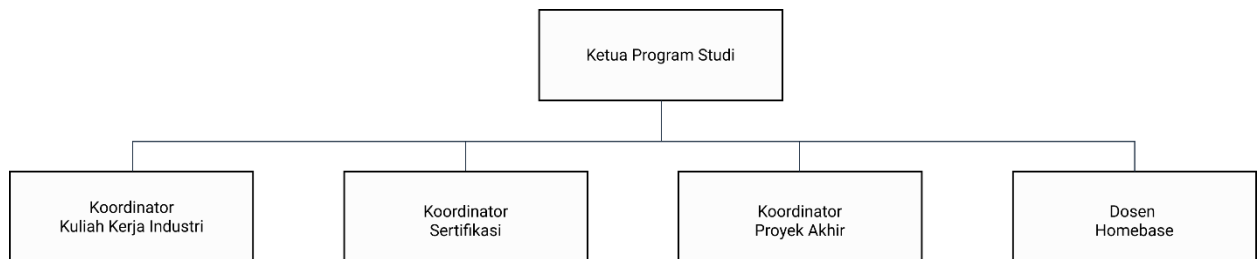 Ketua Program Studi
Koordinator
Kuliah Kerja Industri
Koordinator
Sertifikasi
Koordinator
Proyek Akhir
Dosen
Homebase